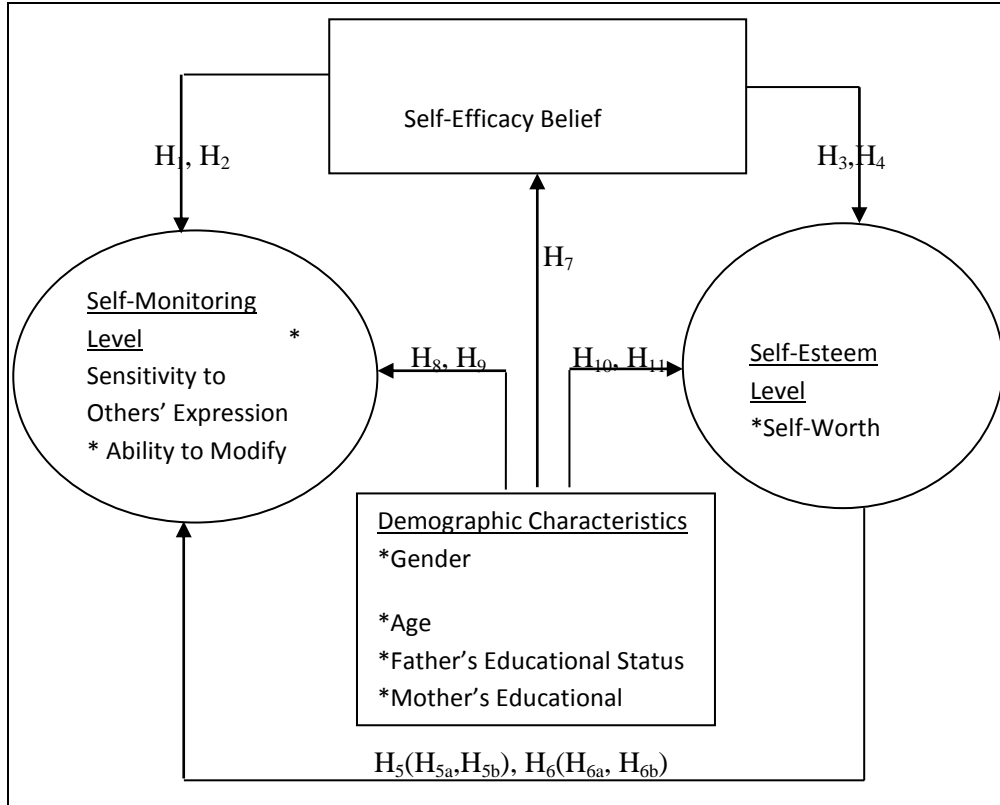 Self-Efficacy Belief
H₁, H₂
H₃,H₄
H₇
Self-Monitoring
Level *
Sensitivity to
Others’ Expression
* Ability to Modify
H₈, H₉
H₁₀, H₁₁
Self-Esteem
Level
*Self-Worth
Demographic Characteristics
*Gender
*Age
*Father’s Educational Status
*Mother’s Educational
H₅(H₅ₐ,H₅b), H₆(H₆ₐ, H₆b)